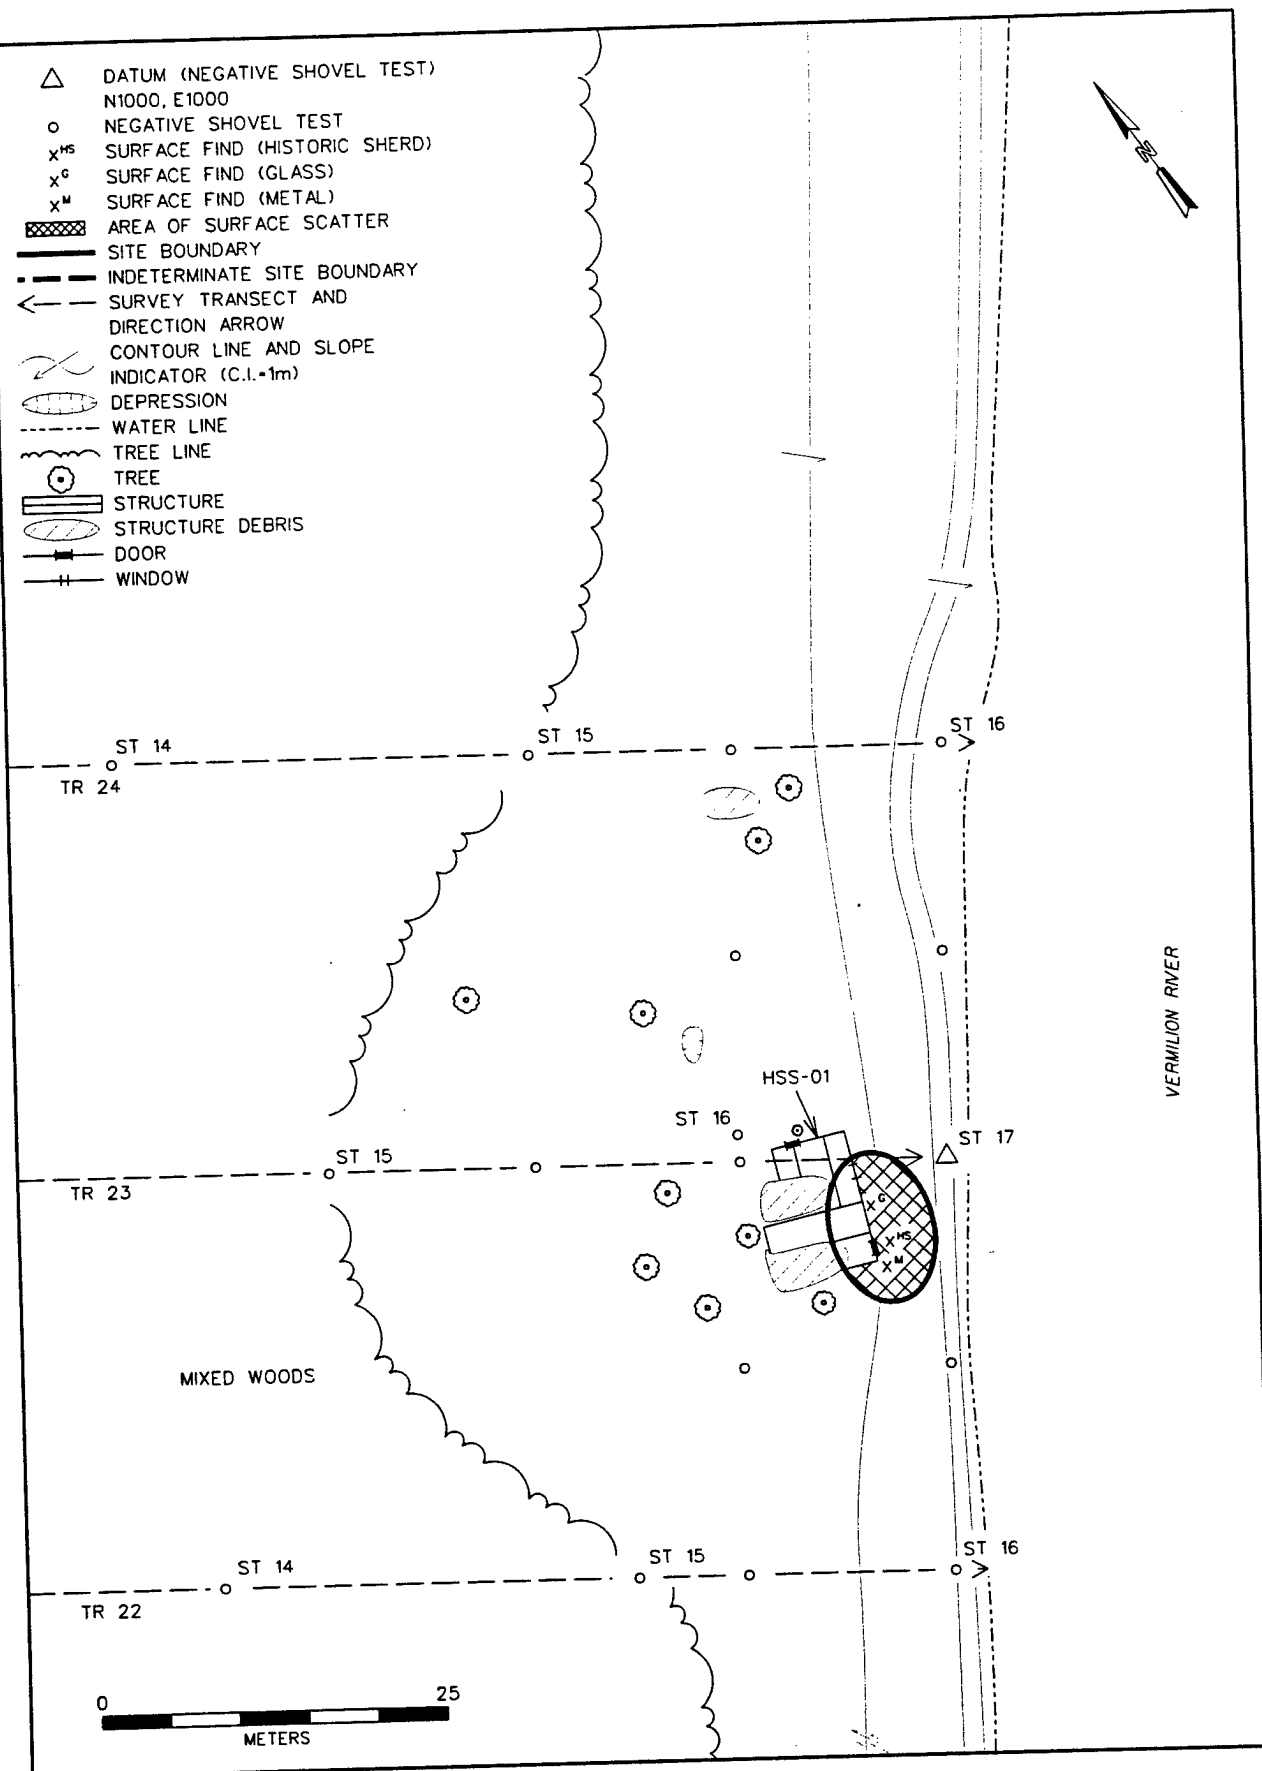 DATUM (NEGATIVE SHOVEL TEST)
N1000, E1000
NEGATIVE SHOVEL TEST
X HS SURFACE FIND (HISTORIC SHERD)
X G SURFACE FIND (GLASS)
X M SURFACE FIND (METAL)
AREA OF SURFACE SCATTER
SITE BOUNDARY
INDETERMINATE SITE BOUNDARY
SURVEY TRANSECT AND
DIRECTION ARROW
CONTOUR LINE AND SLOPE
INDICATOR (C.I.=1m)
DEPRESSION
WATER LINE
TREE LINE
TREE
STRUCTURE
STRUCTURE DEBRIS
DOOR
WINDOW
N
ST 14
ST 15
ST 16
TR 24
VERMILION RIVER
HSS-01
ST 16
ST 17
ST 15
TR 23
X G
X HS
X M
MIXED WOODS
ST 14
ST 15
ST 16
TR 22
0 25
METERS